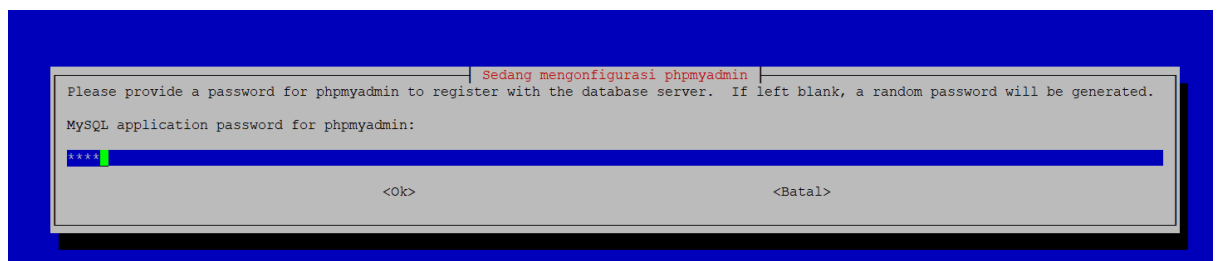 Sedang mengonfigurasi phpmyadmin
Please provide a password for phpmyadmin to register with the database server.  If left blank, a random password will be generated.
MySQL application password for phpmyadmin:
****
<Ok> <Batal>